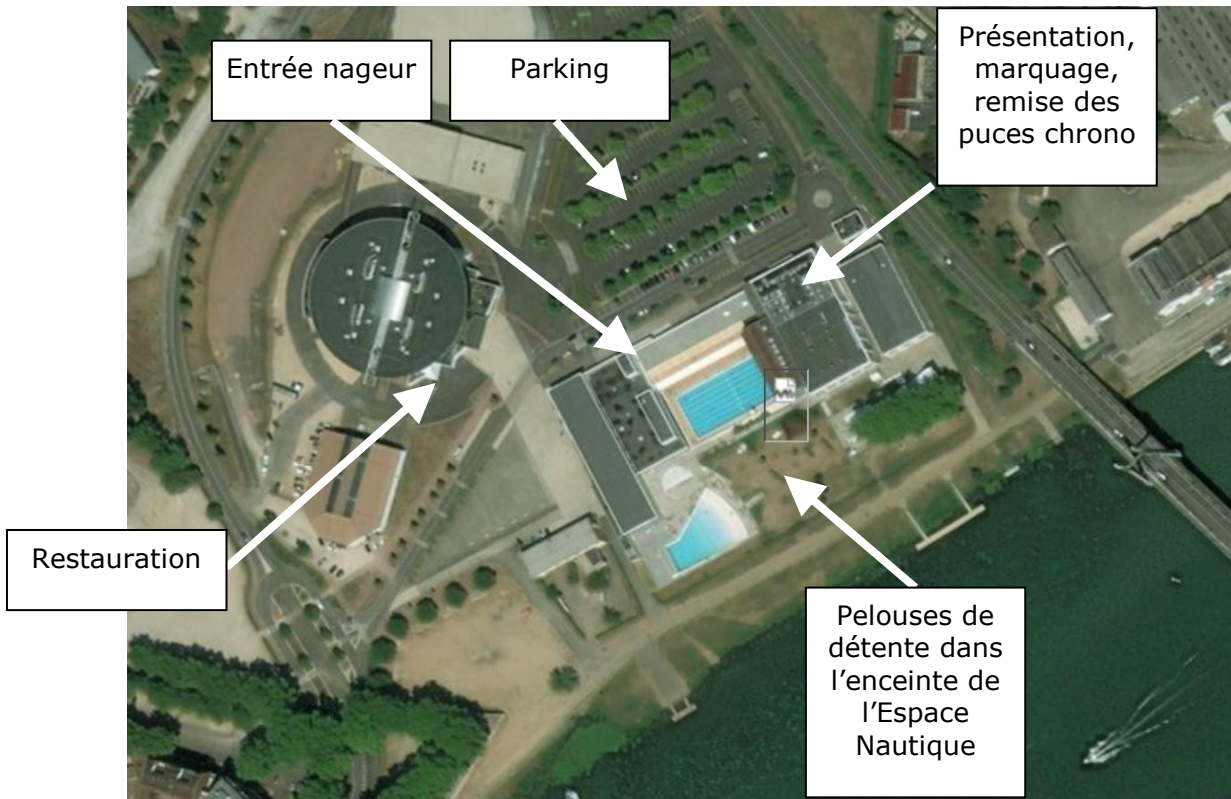 Entrée nageur
Parking
Présentation,
marquage,
remise des
puces chrono
Restauration
Pelouses de
détente dans
l’enceinte de
l’Espace
Nautique